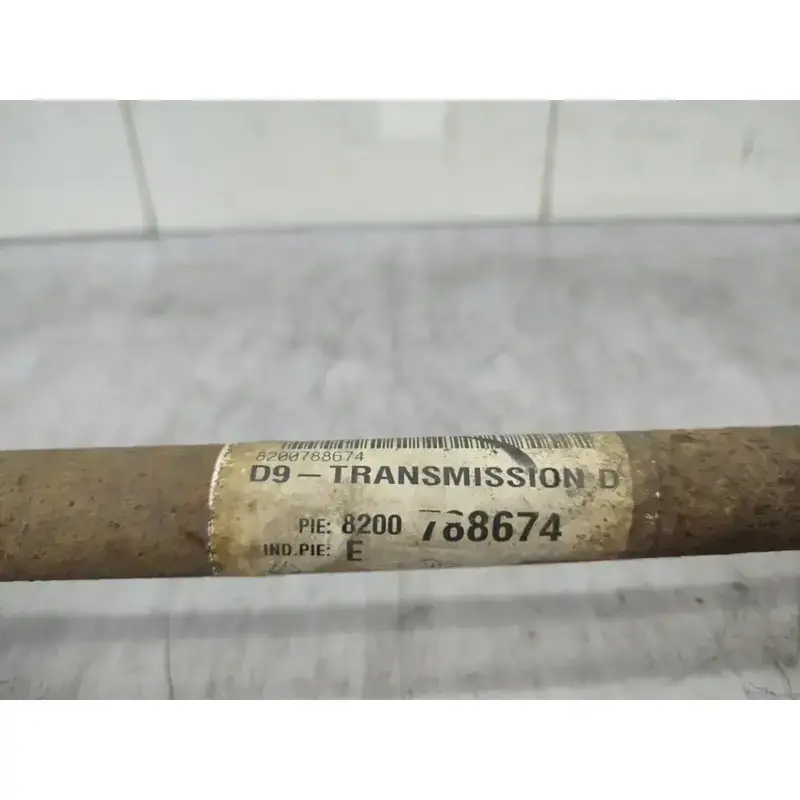 8200788674
D9 – TRANSMISSION D
PIE: 8200 788674
IND.PIE: E